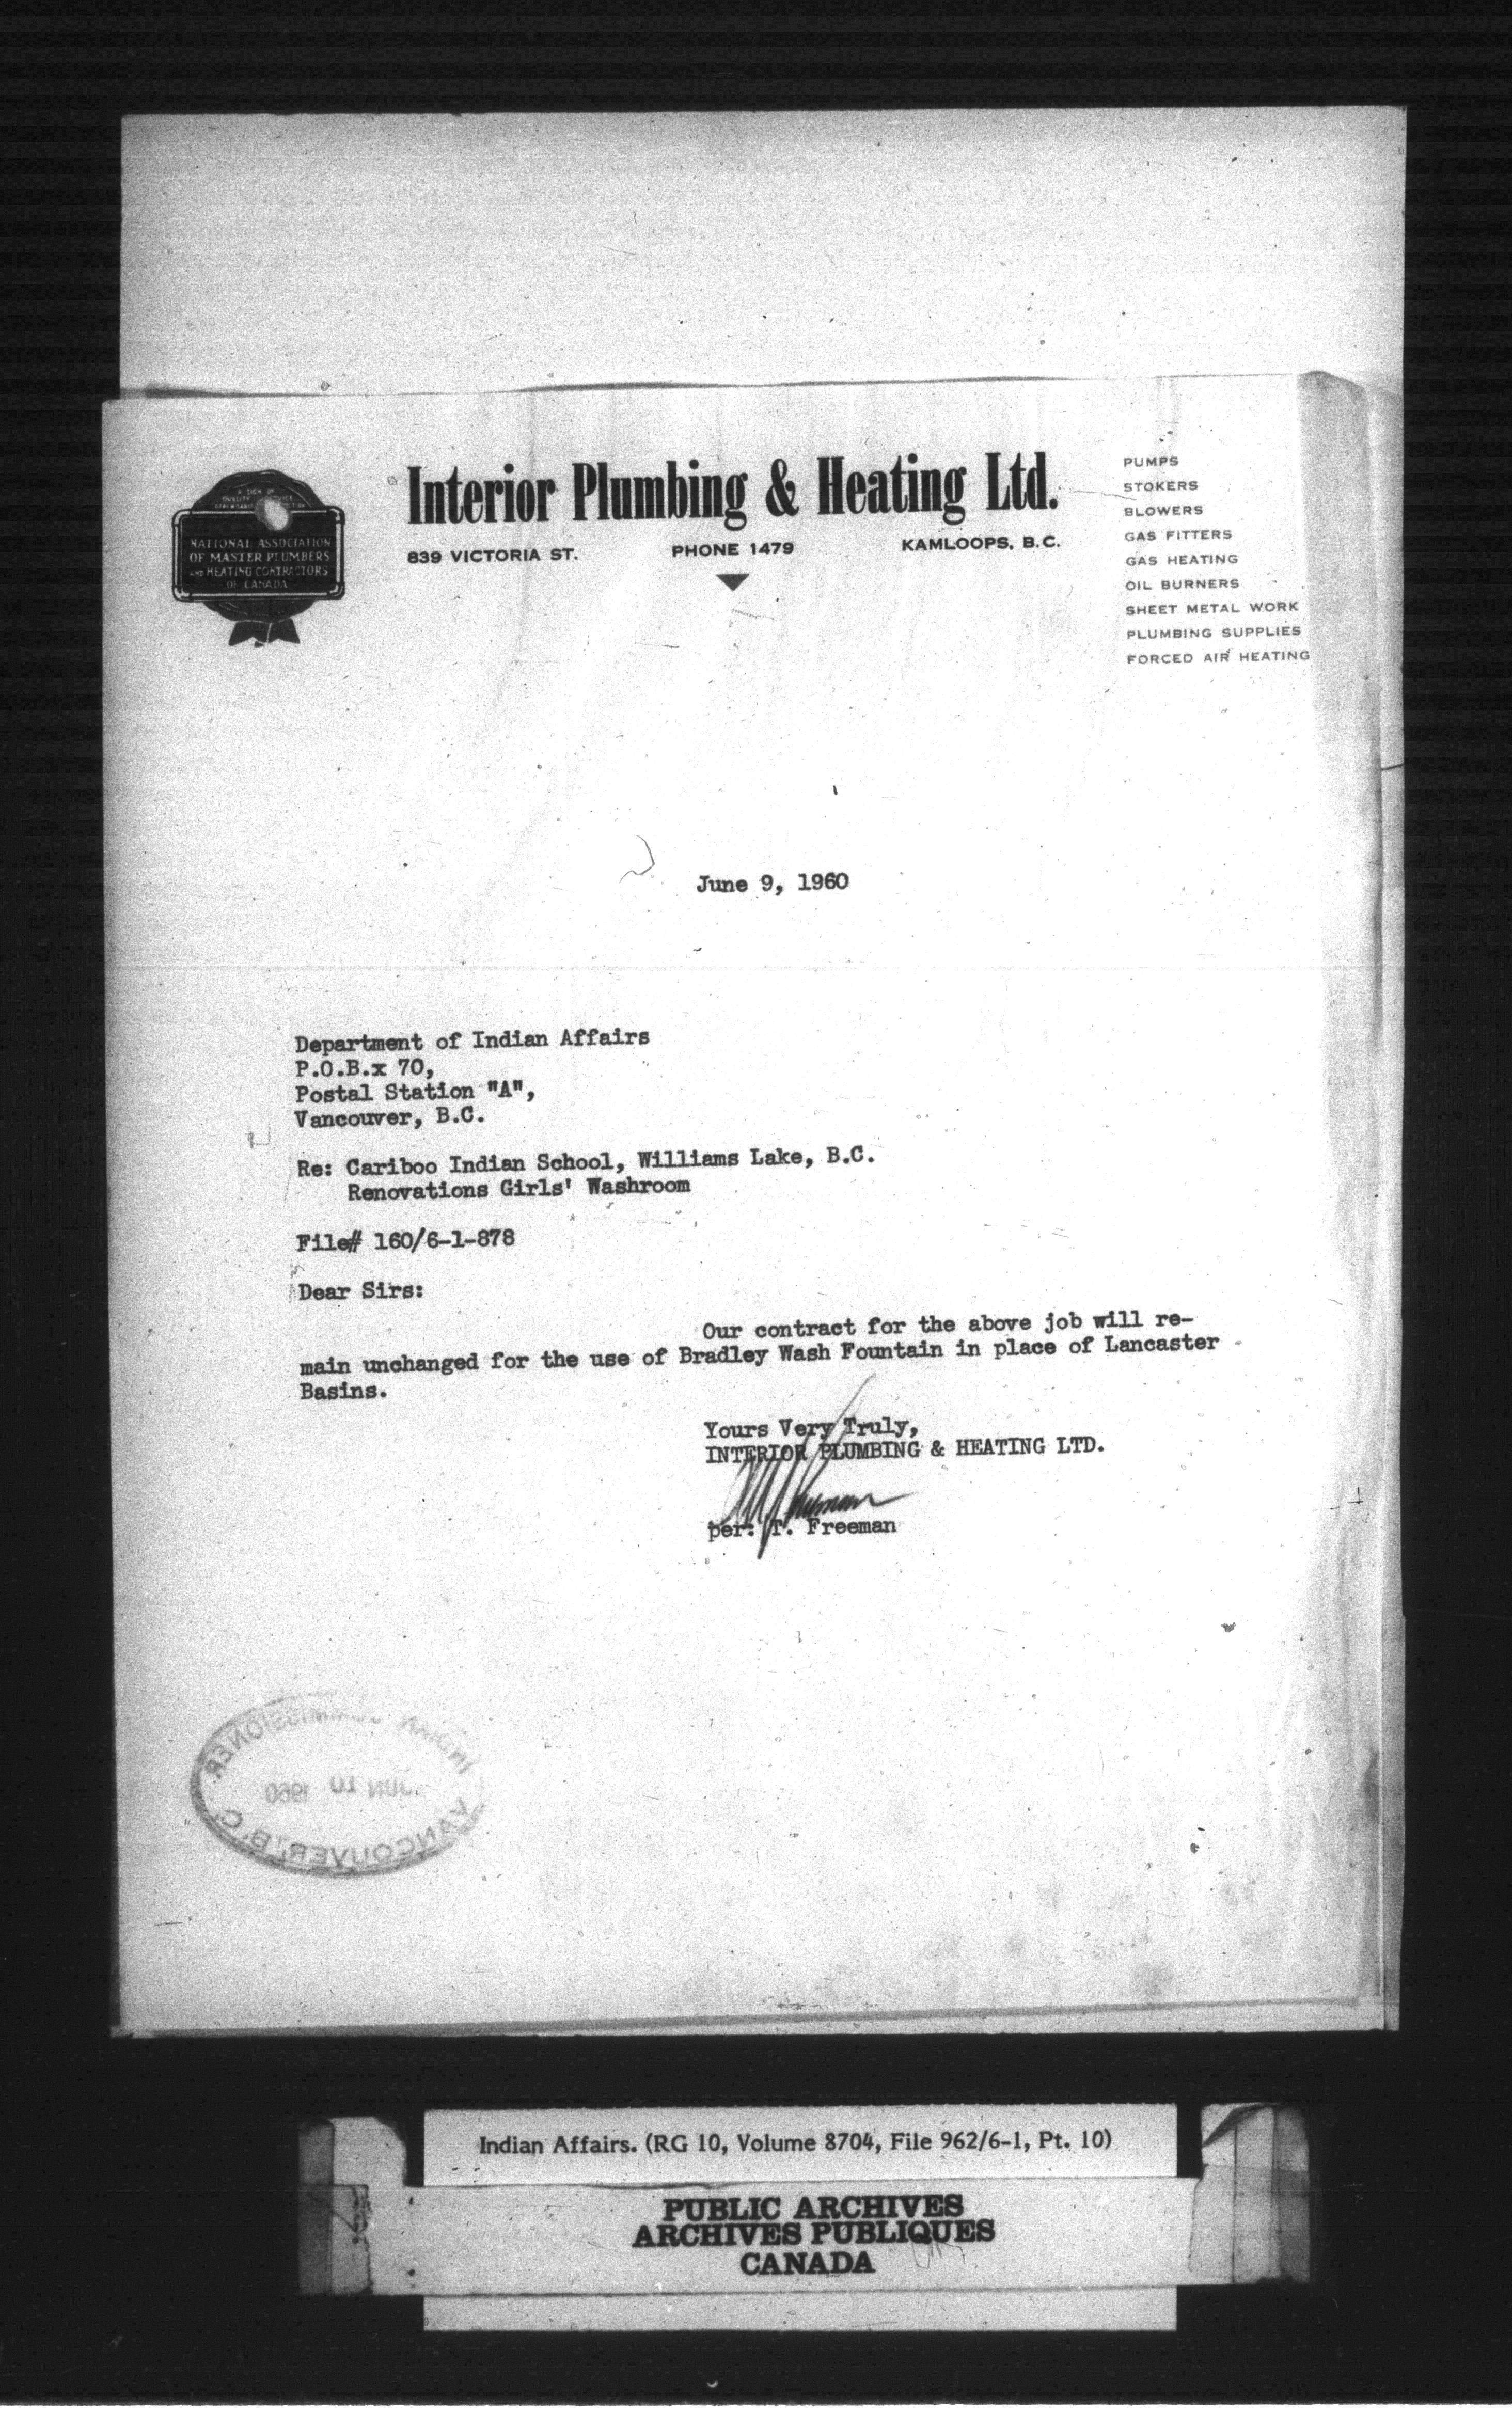 A SIGN OF
QUALITY SERVICE
NATIONAL ASSOCIATION
OF MASTER PLUMBERS
AND HEATING CONTRACTORS
OF CANADA
Interior Plumbing & Heating Ltd.
839 VICTORIA ST. PHONE 1479 KAMLOOPS, B.C.
PUMPS
STOKERS
BLOWERS
GAS FITTERS
GAS HEATING
OIL BURNERS
SHEET METAL WORK
PLUMBING SUPPLIES
FORCED AIR HEATING
June 9, 1960
Department of Indian Affairs
P.O.B.x 70,
Postal Station "A",
Vancouver, B.C.
Re: Cariboo Indian School, Williams Lake, B.C.
Renovations Girls' Washroom
File# 160/6-1-878
Dear Sirs:
Our contract for the above job will re-
main unchanged for the use of Bradley Wash Fountain in place of Lancaster
Basins.
Yours Very Truly,
INTERIOR PLUMBING & HEATING LTD.
per: T. Freeman
INDIAN COMMISSIONER
JUN 10 1960
VANCOUVER, B.C.
Indian Affairs. (RG 10, Volume 8704, File 962/6-1, Pt. 10)
PUBLIC ARCHIVES
ARCHIVES PUBLIQUES
CANADA